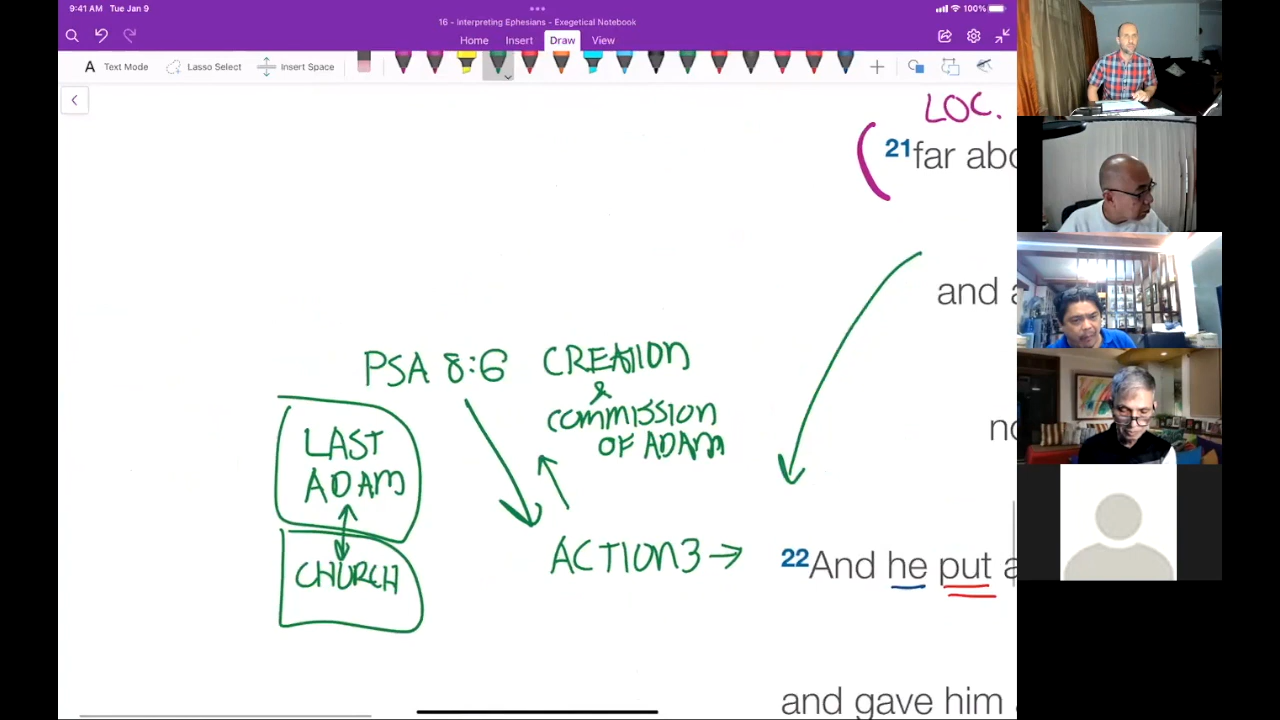 9:41 AM Tue Jan 9
100%
16 - Interpreting Ephesians - Exegetical Notebook
Home Insert Draw View
A Text Mode Lasso Select Insert Space
LOC.
21far abo
and a
no
PSA 8:6 CREATION
&
COMMISSION
OF ADAM
LAST
ADAM
CHURCH
ACTION3 →
22And he put a
and gave him a